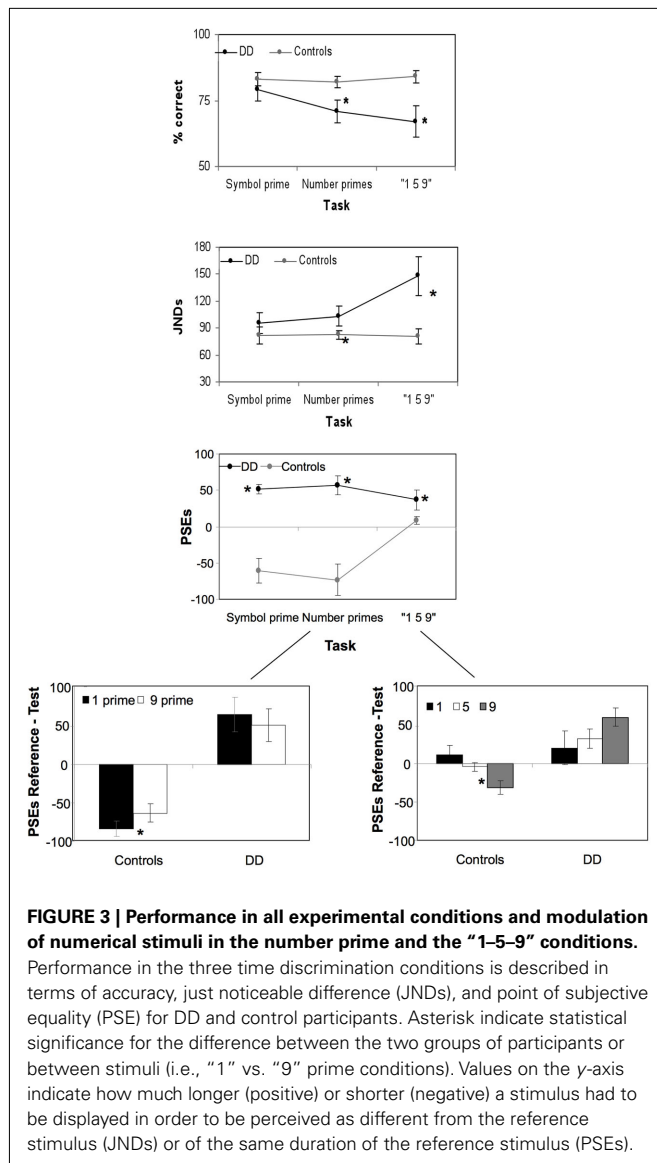 100
DD Controls
% correct
*
75
*
50
Symbol prime Number primes "1 5 9"
Task
180
DD Controls
150
*
120
JNDs
90
*
60
30
Symbol prime Number primes "1 5 9"
Task
100
DD Controls
* * *
50
PSEs
0
-50
-100
Symbol prime Number primes "1 5 9"
Task
100
1 prime 9 prime
50
PSEs Reference - Test
0
-50
*
-100
Controls DD
100
1 5 9
50
PSEs Reference -Test
0
*
-50
-100
Controls DD
FIGURE 3 | Performance in all experimental conditions and modulation
of numerical stimuli in the number prime and the “1–5–9” conditions.
Performance in the three time discrimination conditions is described in
terms of accuracy, just noticeable difference (JNDs), and point of subjective
equality (PSE) for DD and control participants. Asterisk indicate statistical
significance for the difference between the two groups of participants or
between stimuli (i.e., “1” vs. “9” prime conditions). Values on the y-axis
indicate how much longer (positive) or shorter (negative) a stimulus had to
be displayed in order to be perceived as different from the reference
stimulus (JNDs) or of the same duration of the reference stimulus (PSEs).